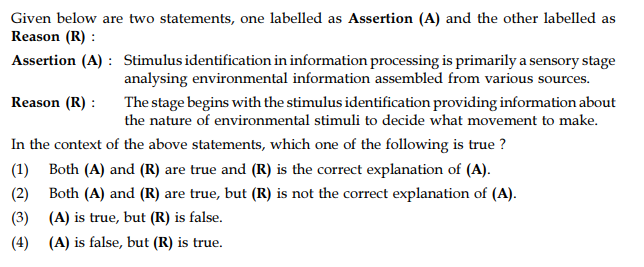 Given below are two statements, one labelled as Assertion (A) and the other labelled as
Reason (R) :
Assertion (A) : Stimulus identification in information processing is primarily a sensory stage
analysing environmental information assembled from various sources.
Reason (R) : The stage begins with the stimulus identification providing information about
the nature of environmental stimuli to decide what movement to make.
In the context of the above statements, which one of the following is true ?
(1) Both (A) and (R) are true and (R) is the correct explanation of (A).
(2) Both (A) and (R) are true, but (R) is not the correct explanation of (A).
(3) (A) is true, but (R) is false.
(4) (A) is false, but (R) is true.